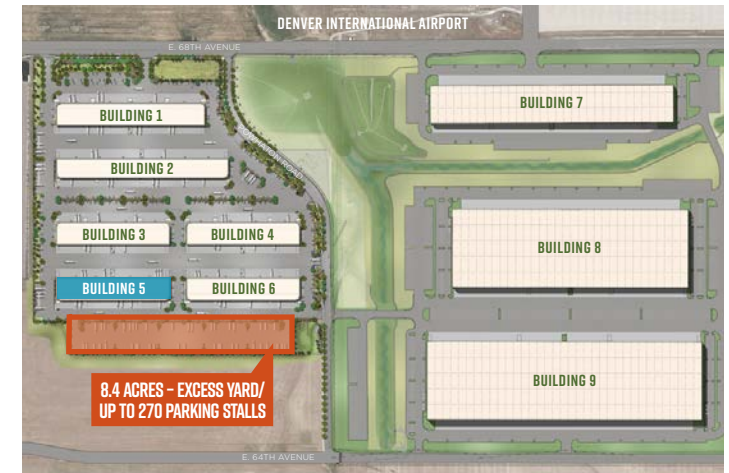 DENVER INTERNATIONAL AIRPORT
E. 68TH AVENUE
BUILDING 7
BUILDING 1
ROAD
BUILDING 2
BUILDING 3
BUILDING 4
BUILDING 8
BUILDING 5
BUILDING 6
8.4 ACRES – EXCESS YARD/
UP TO 270 PARKING STALLS
BUILDING 9
E. 64TH AVENUE